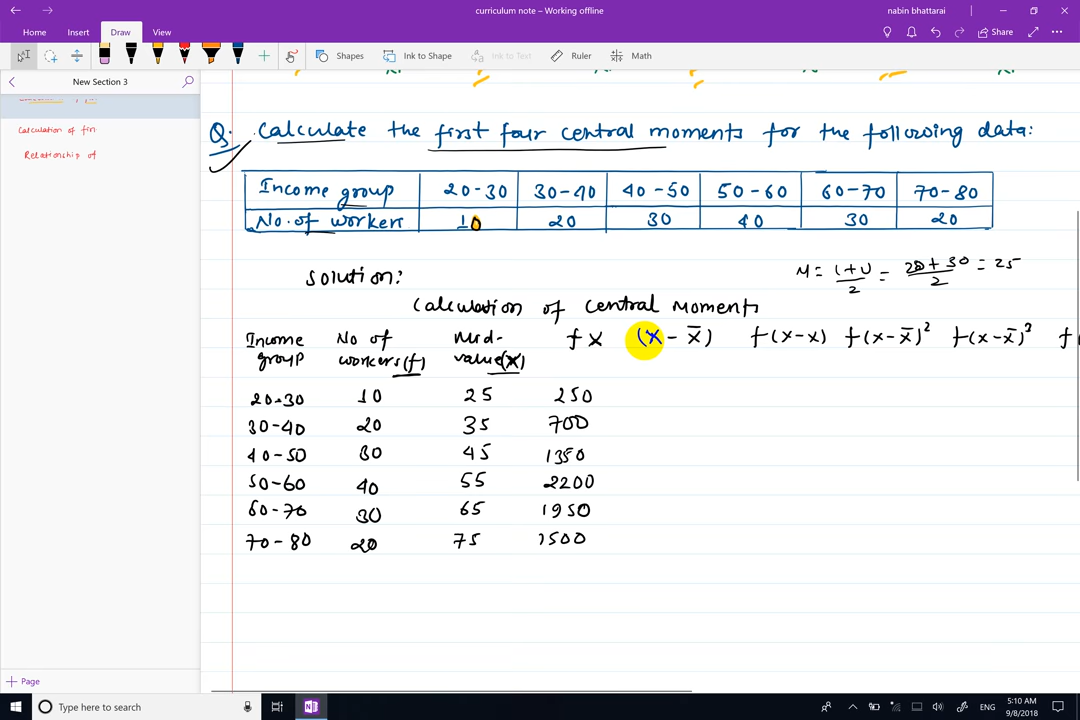 curriculum note – Working offline
nabin bhattarai
Home Insert Draw View
Share
Shapes Ink to Shape Ink to Text Ruler Math
New Section 3
Calculation of fin
Relationship of
Q. Calculate the first four central moments for the following data:
Income group 20-30 30-40 40-50 50-60 60-70 70-80
No. of workers 10 20 30 40 30 20
M = (l+U)/2 = (20+30)/2 = 25
Solution:
Calculation of central Moments
Income group No of workers(f) Mid-value(x) fx (x-x̄) f(x-x) f(x-x̄)² f(x-x̄)³ f
20-30 10 25 250
30-40 20 35 700
40-50 30 45 1350
50-60 40 55 2200
60-70 30 65 1950
70-80 20 75 1500
Page
Type here to search
ENG
5:10 AM
9/8/2018